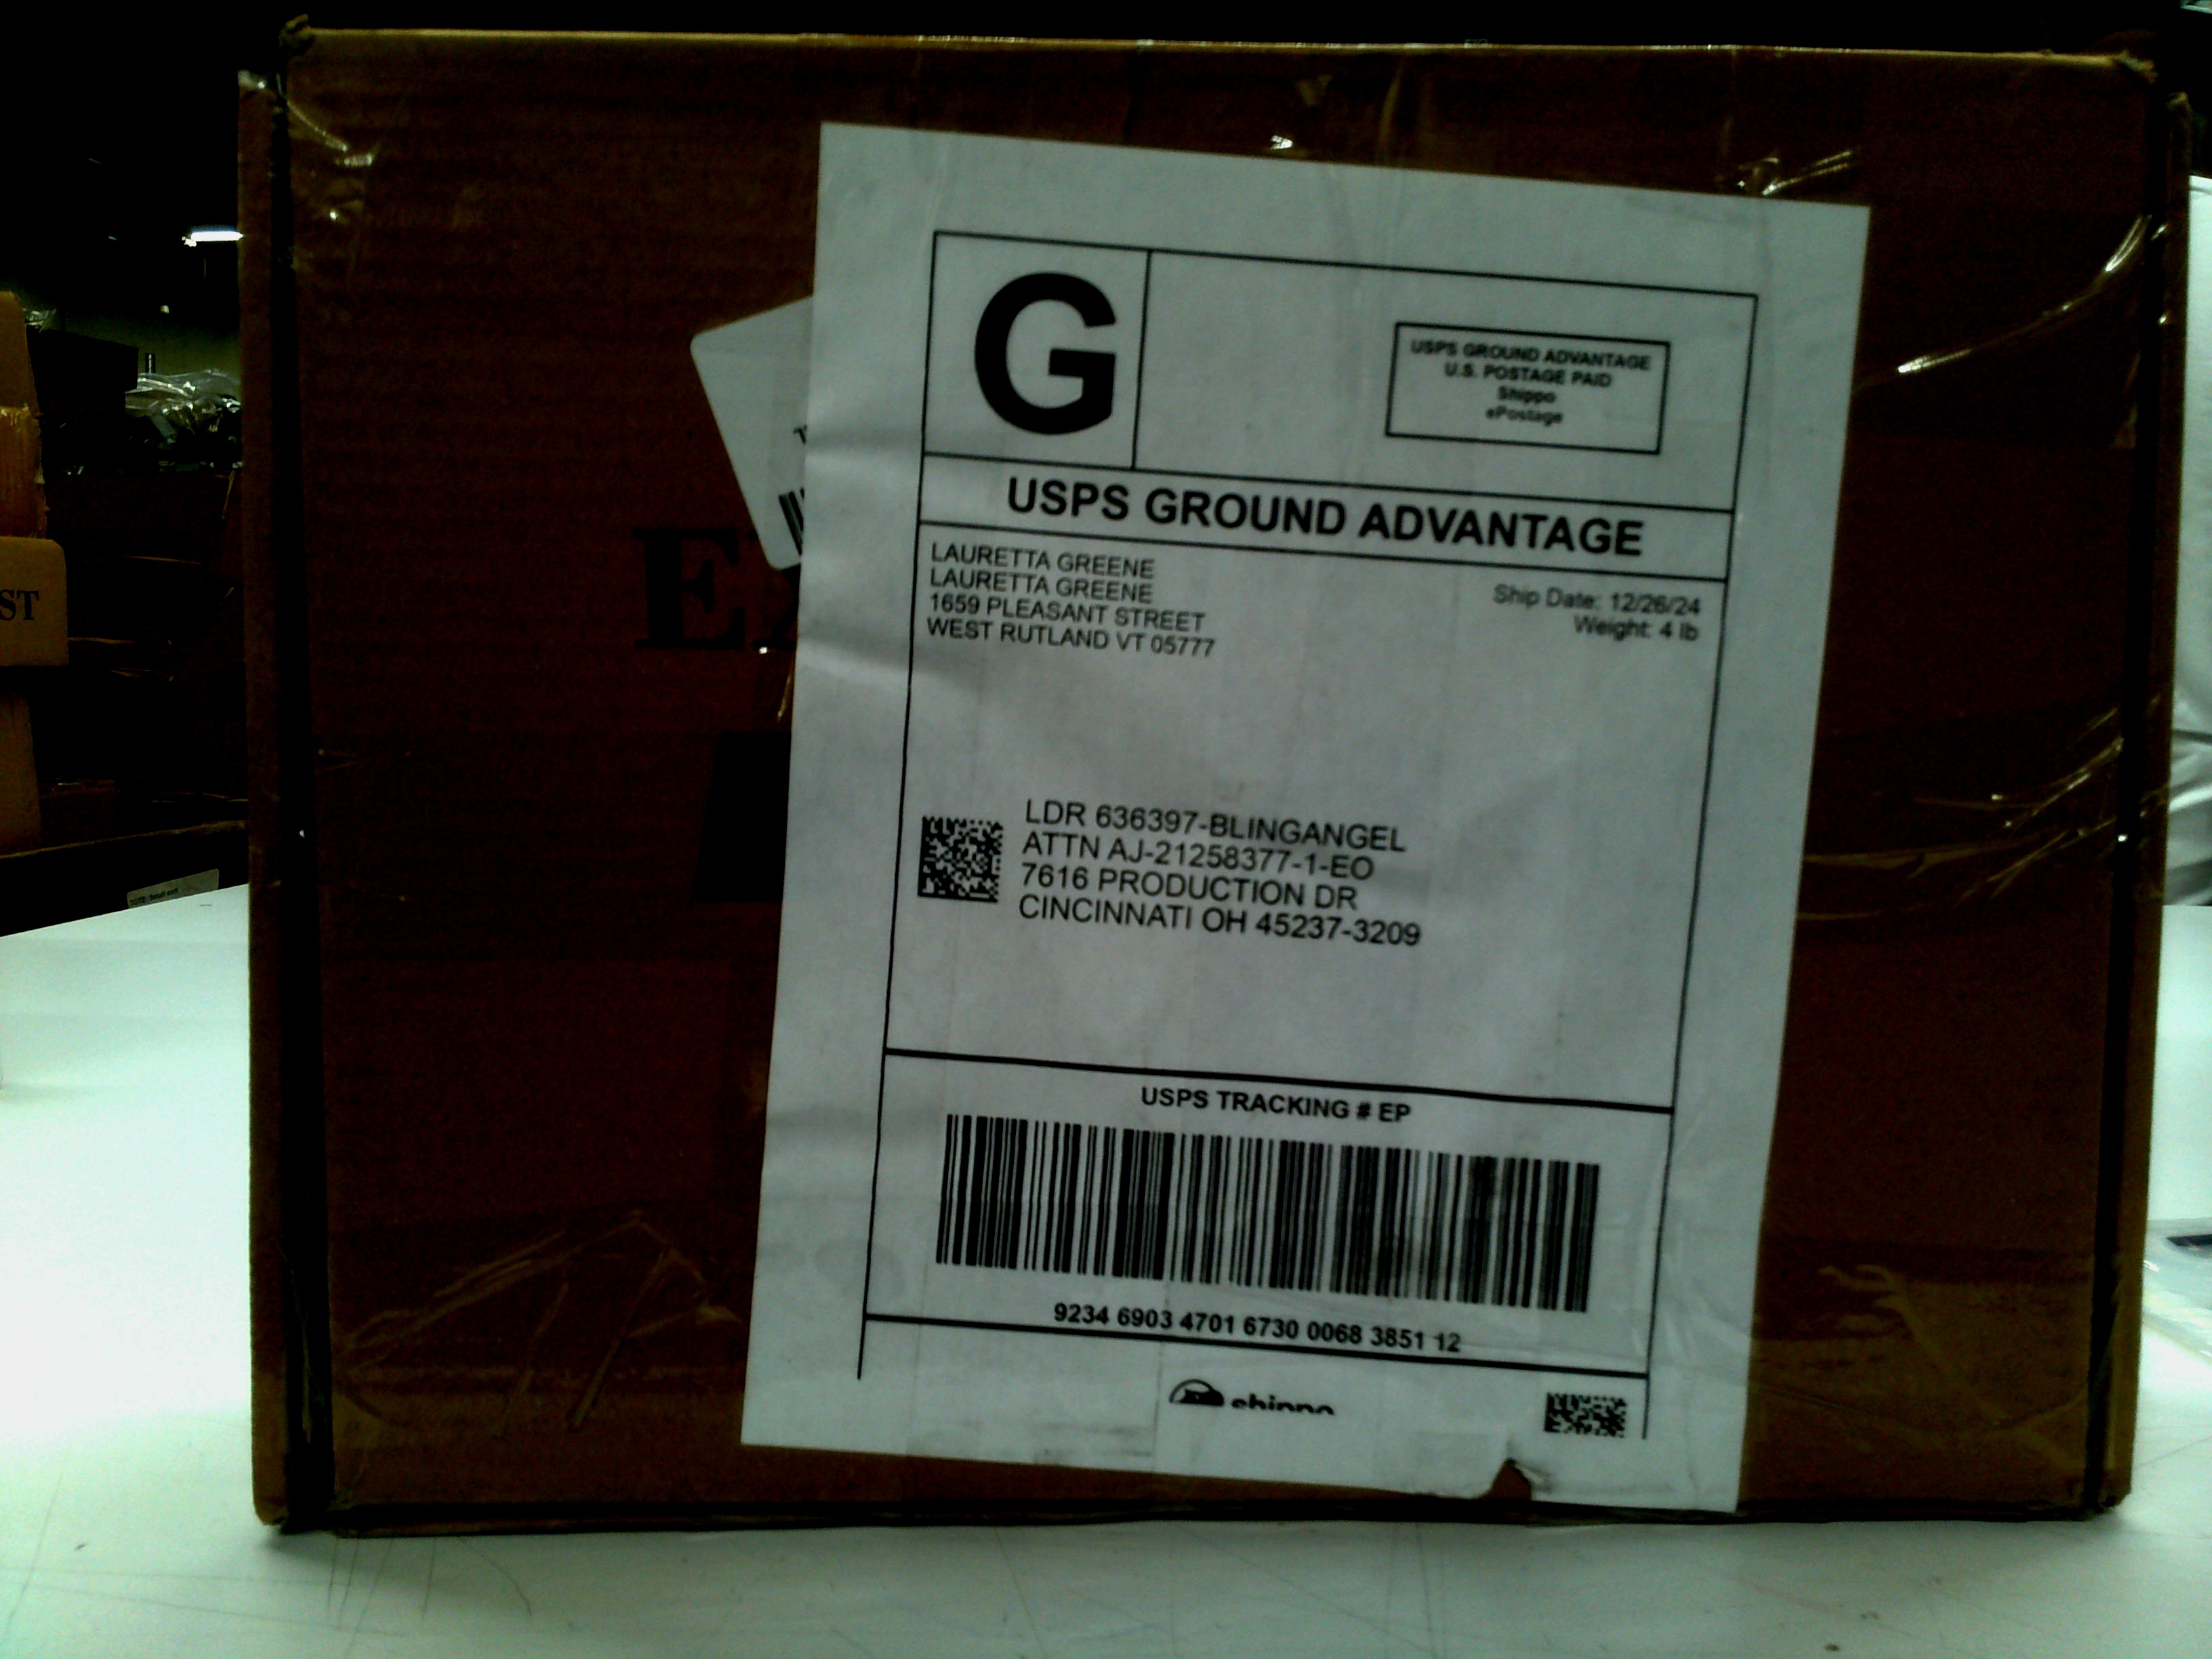 G
USPS GROUND ADVANTAGE
U.S. POSTAGE PAID
Shippo
ePostage
USPS GROUND ADVANTAGE
LAURETTA GREENE
LAURETTA GREENE
1659 PLEASANT STREET
WEST RUTLAND VT 05777
Ship Date: 12/26/24
Weight: 4 lb
LDR 636397-BLINGANGEL
ATTN AJ-21258377-1-EO
7616 PRODUCTION DR
CINCINNATI OH 45237-3209
USPS TRACKING # EP
9234 6903 4701 6730 0068 3851 12
shippo
E
ST